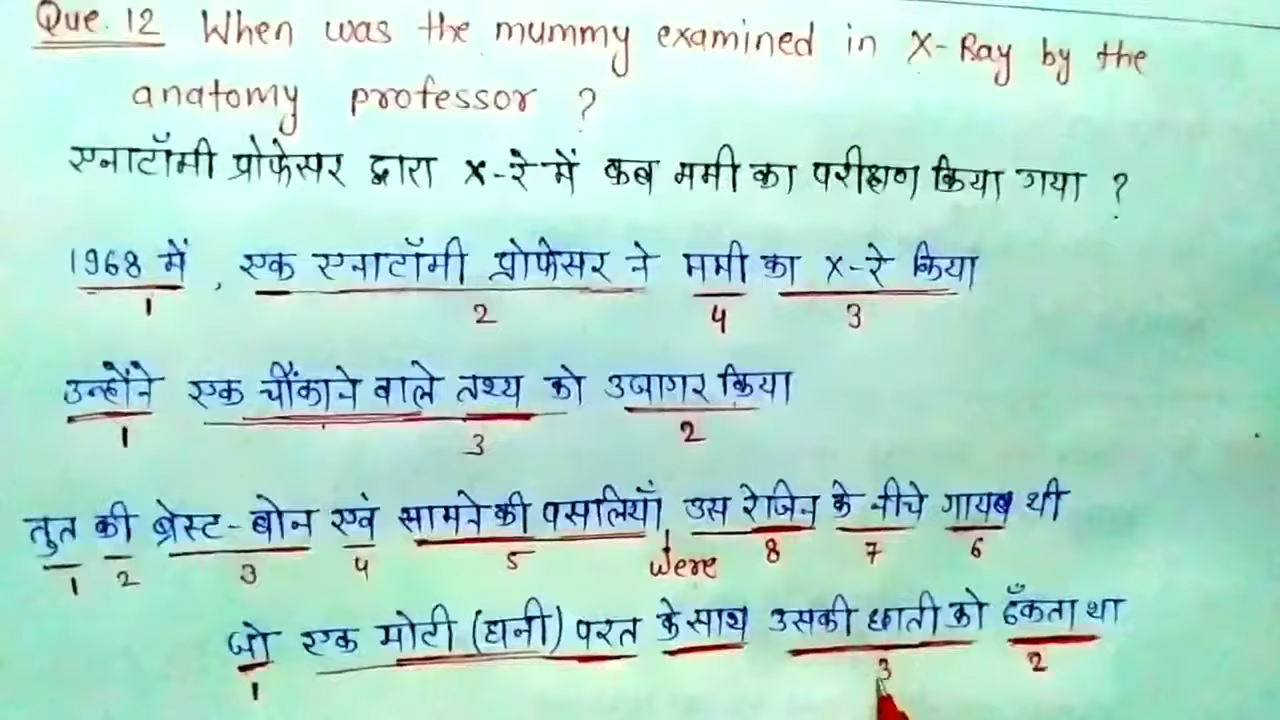 Que. 12 When was the mummy examined in X-Ray by the
anatomy professor ?
एनाटॉमी प्रोफेसर द्वारा X-रे में कब ममी का परीक्षण किया गया ?
1968 में , एक एनाटॉमी प्रोफेसर ने ममी का X-रे किया
1 2 4 3
उन्होंने एक चौंकाने वाले तथ्य को उजागर किया
1 3 2
तुत की ब्रेस्ट-बोन एवं सामने की पसलियाँ उस रेजिन के नीचे गायब थी
1 2 3 4 5 were 8 7 6
जो एक मोटी (घनी) परत के साथ उसकी छाती को ढँकता था
1 3 2